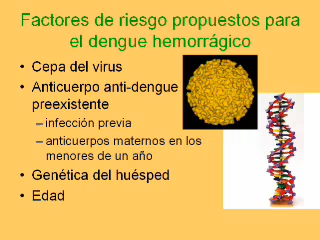 Factores de riesgo propuestos para
el dengue hemorrágico
• Cepa del virus
• Anticuerpo anti-dengue
preexistente
– infección previa
– anticuerpos maternos en los
menores de un año
• Genética del huésped
• Edad